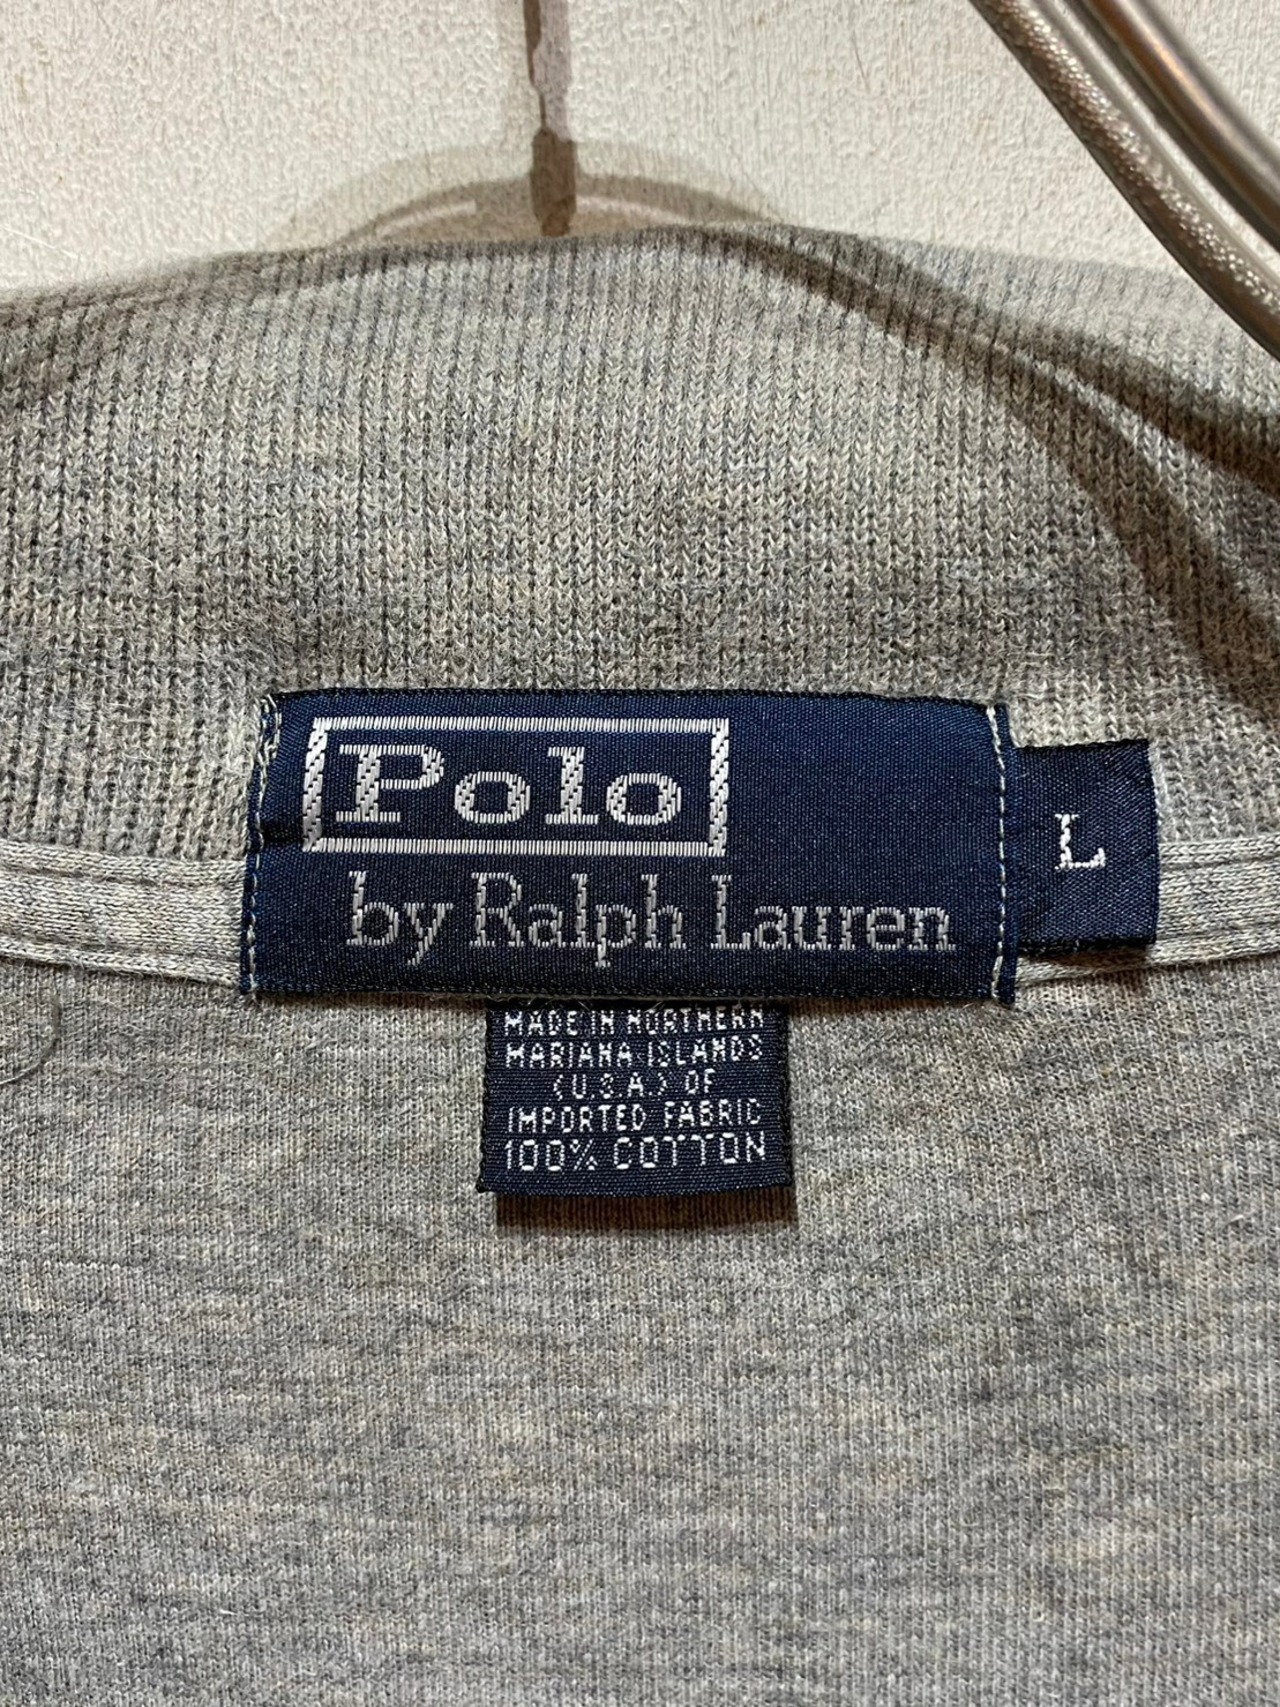 Polo
by Ralph Lauren
L
MADE IN NORTHERN
MARIANA ISLANDS
(U.S.A.) OF
IMPORTED FABRIC
100% COTTON